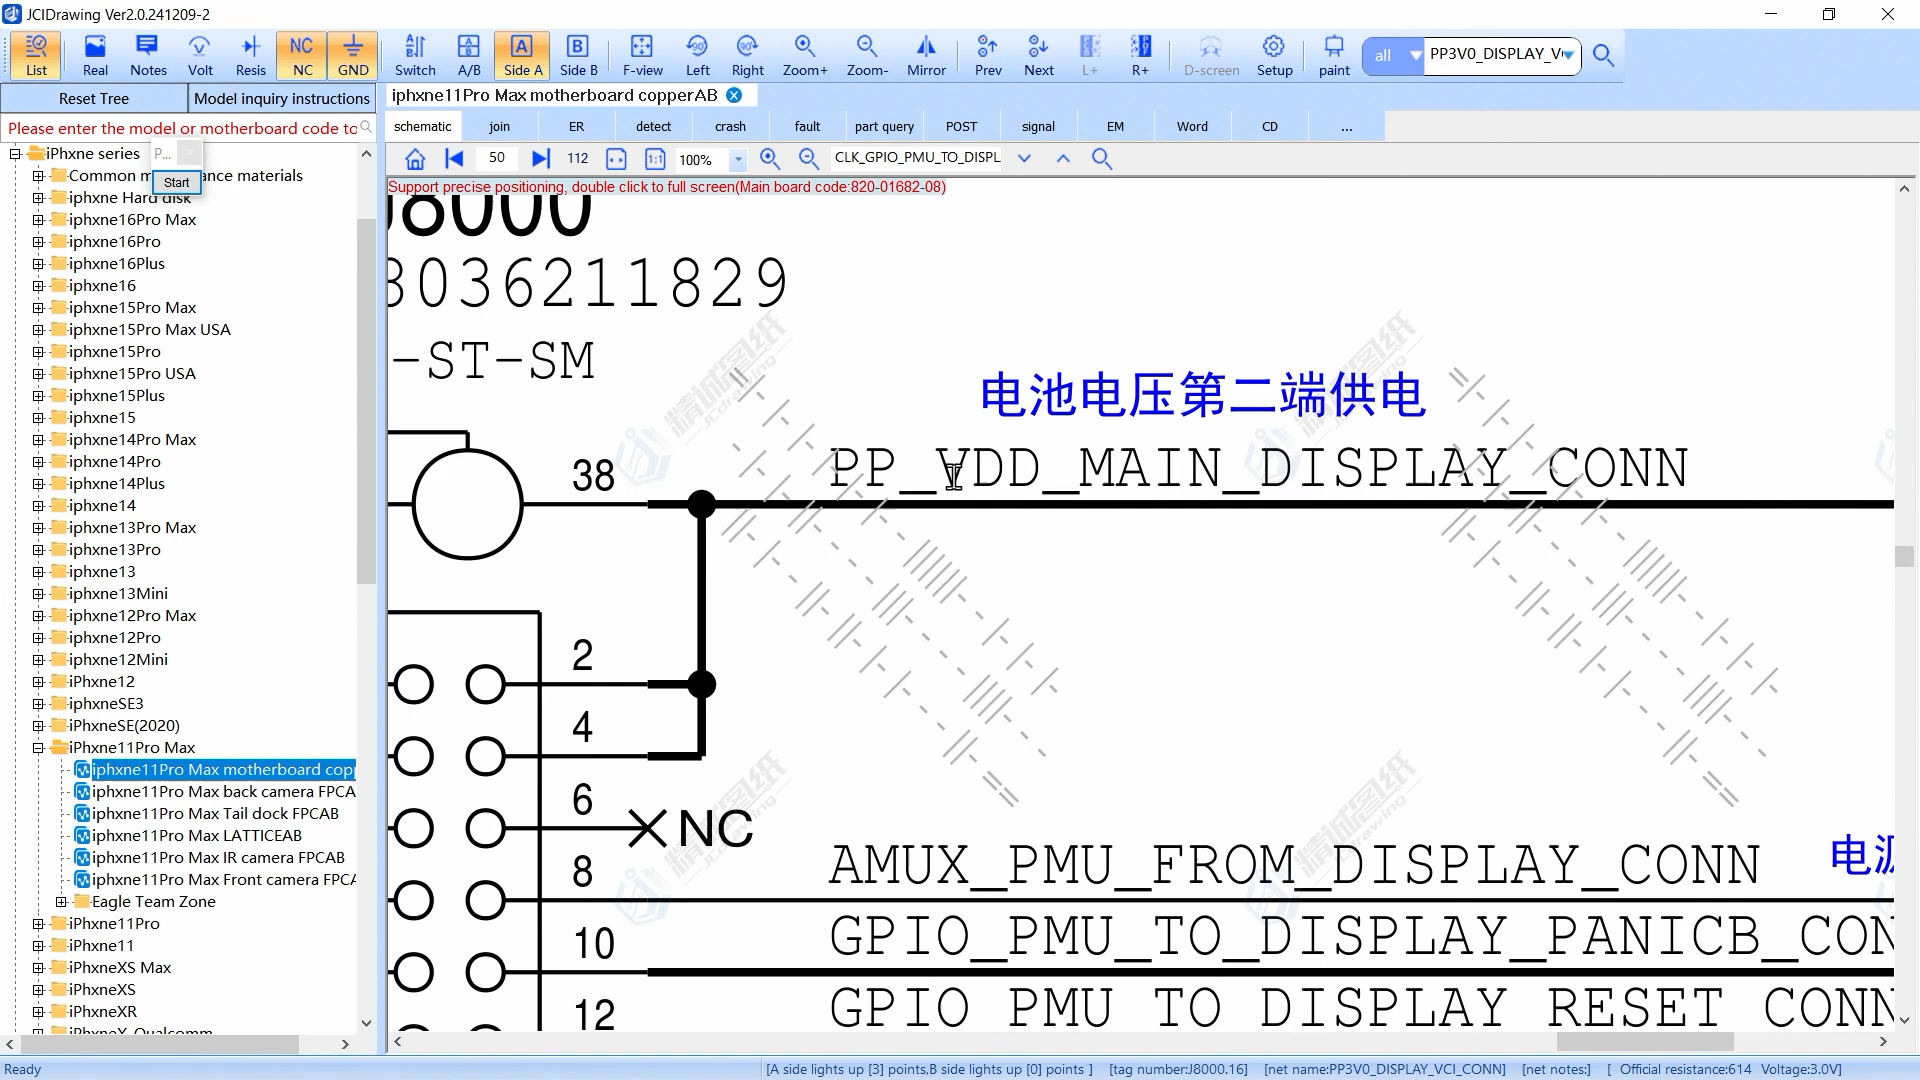 JCIDrawing Ver2.0.241209-2
List
Real
Notes
Volt
Resis
NC
NC
GND
Switch
A/B
Side A
Side B
F-view
Left
Right
Zoom+
Zoom-
Mirror
Prev
Next
L+
R+
D-screen
Setup
paint
all
PP3V0_DISPLAY_V
Reset Tree
Model inquiry instructions
iphxne11Pro Max motherboard copperAB
Please enter the model or motherboard code to
schematic
join
ER
detect
crash
fault
part query
POST
signal
EM
Word
CD
...
50
112
1:1
100%
CLK_GPIO_PMU_TO_DISPL
Support precise positioning, double click to full screen(Main board code:820-01682-08)
iPhxne series
P...
Start
iphxne Hard disk
iphxne16Pro Max
iphxne16Pro
iphxne16Plus
iphxne16
iphxne15Pro Max
iphxne15Pro Max USA
iphxne15Pro
iphxne15Pro USA
iphxne15Plus
iphxne15
iphxne14Pro Max
iphxne14Pro
iphxne14Plus
iphxne14
iphxne13Pro Max
iphxne13Pro
iphxne13
iphxne13Mini
iphxne12Pro Max
iphxne12Pro
iphxne12Mini
iPhxne12
iphxneSE3
iPhxneSE(2020)
iPhxne11Pro Max
iphxne11Pro Max motherboard copp
iphxne11Pro Max back camera FPCA
iphxne11Pro Max Tail dock FPCAB
iphxne11Pro Max LATTICEAB
iphxne11Pro Max IR camera FPCAB
iphxne11Pro Max Front camera FPCA
Eagle Team Zone
iPhxne11Pro
iPhxne11
iPhxneXS Max
iPhxneXS
iPhxneXR
J8000
3036211829
-ST-SM
电池电压第二端供电
38
PP_VDD_MAIN_DISPLAY_CONN
2
4
6
NC
8
AMUX_PMU_FROM_DISPLAY_CONN
10
GPIO_PMU_TO_DISPLAY_PANICB_CON
12
GPIO PMU TO DISPLAY RESET CONN
精诚图纸
JCdrawing
Ready
[A side lights up [3] points,B side lights up [0] points ]
[tag number:J8000.16]
[net name:PP3V0_DISPLAY_VCI_CONN]
[net notes:]
[ Official resistance:614 Voltage:3.0V]